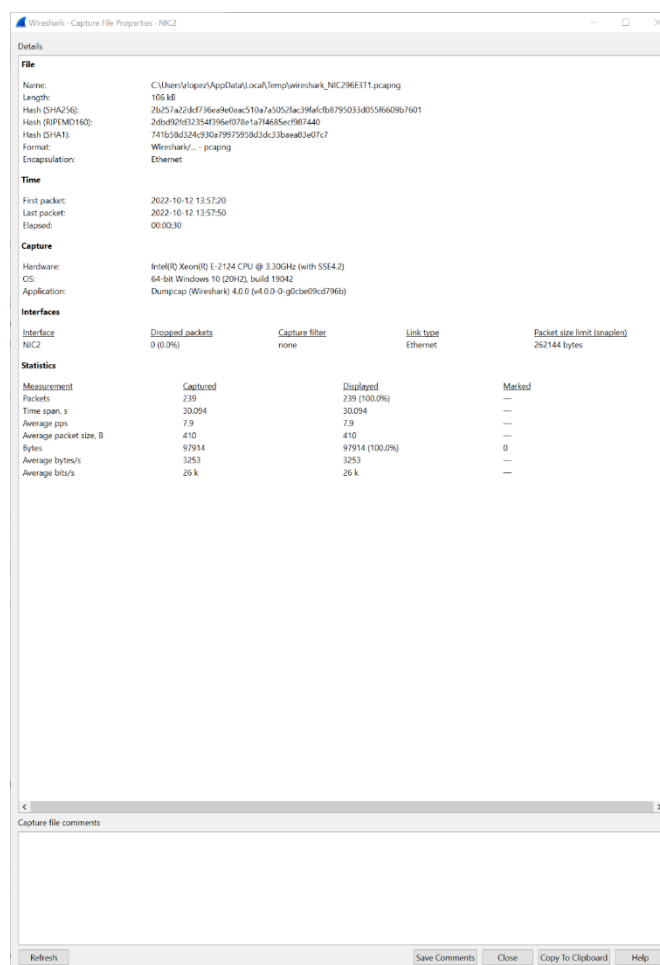 Wireshark · Capture File Properties · NIC2
Details
File
Name: C:\Users\rlopez\AppData\Local\Temp\wireshark_NIC296E3T1.pcapng
Length: 106 kB
Hash (SHA256): 2b257a22dcf736ea9e0eac510a7a5052fac39fafcfb8795033d055f6609b7601
Hash (RIPEMD160): 2dbd92fd32354f396ef078e1a7f4685ecf987440
Hash (SHA1): 741b58d324c930a79975958d3dc33baea83e07c7
Format: Wireshark/... - pcapng
Encapsulation: Ethernet
Time
First packet: 2022-10-12 13:57:20
Last packet: 2022-10-12 13:57:50
Elapsed: 00:00:30
Capture
Hardware: Intel(R) Xeon(R) E-2124 CPU @ 3.30GHz (with SSE4.2)
OS: 64-bit Windows 10 (20H2), build 19042
Application: Dumpcap (Wireshark) 4.0.0 (v4.0.0-0-g0cbe09cd796b)
Interfaces
Interface Dropped packets Capture filter Link type Packet size limit (snaplen)
NIC2 0 (0.0%) none Ethernet 262144 bytes
Statistics
Measurement Captured Displayed Marked
Packets 239 239 (100.0%) —
Time span, s 30.094 30.094 —
Average pps 7.9 7.9 —
Average packet size, B 410 410 —
Bytes 97914 97914 (100.0%) 0
Average bytes/s 3253 3253 —
Average bits/s 26 k 26 k —
Capture file comments
Refresh Save Comments Close Copy To Clipboard Help